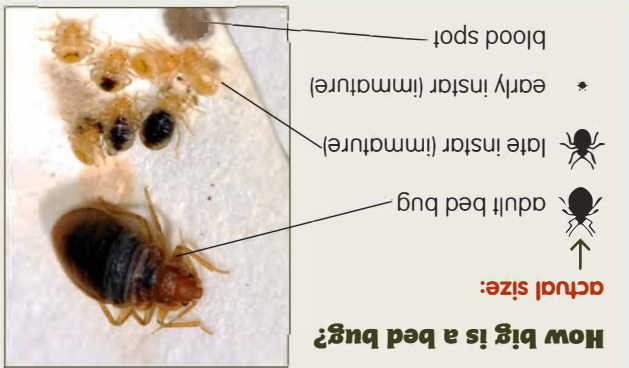 How big is a bed bug?
actual size:
adult bed bug
late instar (immature)
early instar (immature)
blood spot